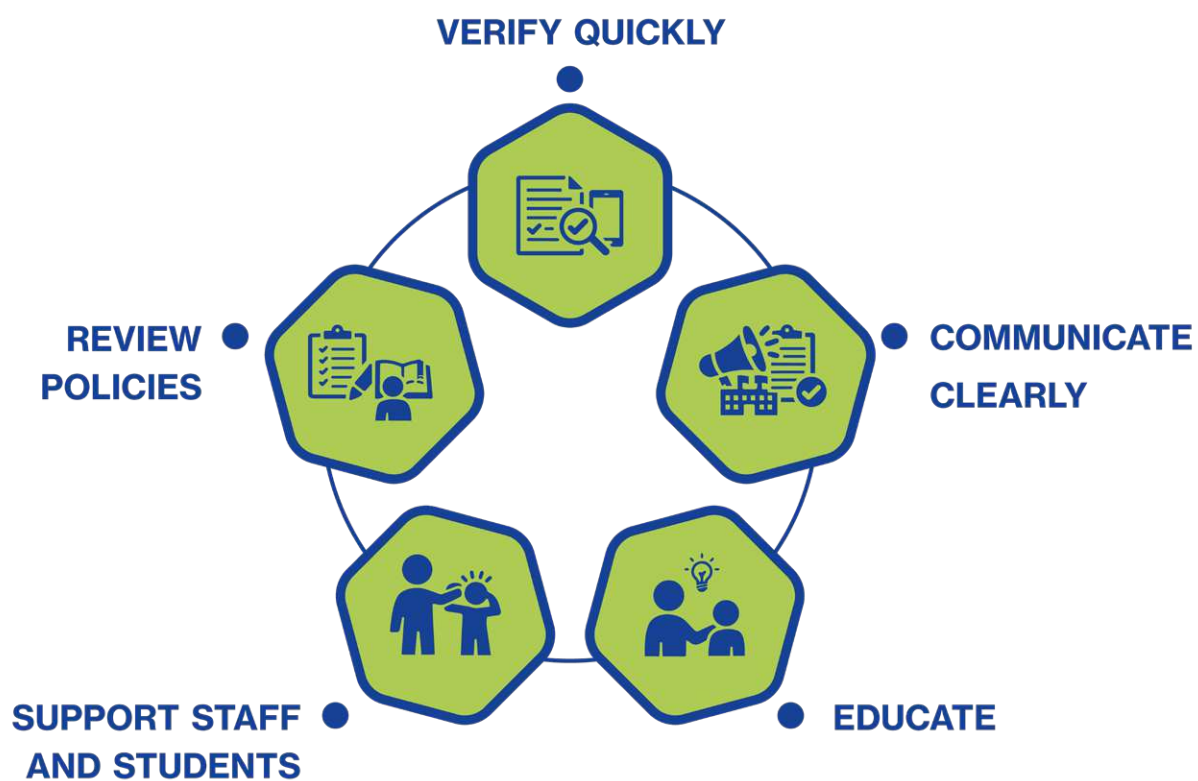 VERIFY QUICKLY
COMMUNICATE
CLEARLY
EDUCATE
SUPPORT STAFF
AND STUDENTS
REVIEW
POLICIES